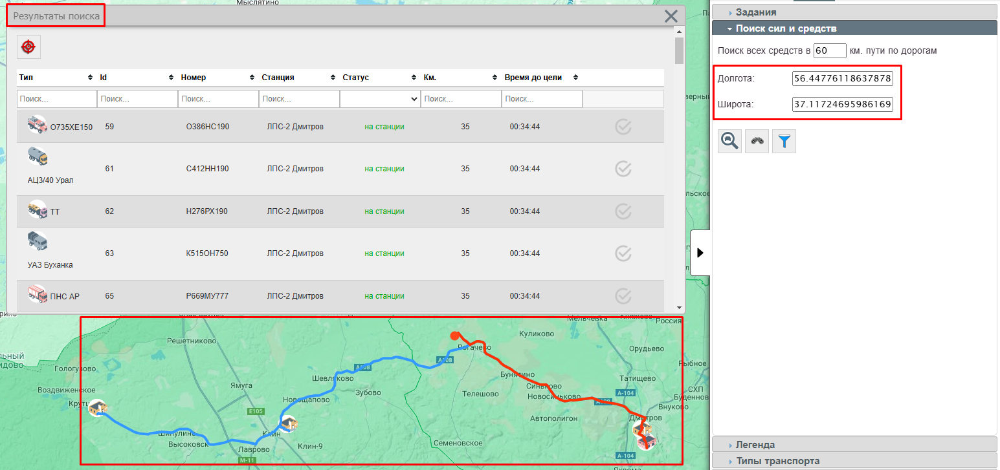 Мыслятино
Результаты поиска
Тип Id Номер Станция Статус Км. Время до цели
Поиск... Поиск... Поиск... Поиск... Поиск... Поиск...
О735ХЕ150 59 О386НС190 ЛПС-2 Дмитров на станции 35 00:34:44
АЦ3/40 Урал 61 С412НН190 ЛПС-2 Дмитров на станции 35 00:34:44
ТТ 62 Н276РХ190 ЛПС-2 Дмитров на станции 35 00:34:44
УАЗ Буханка 63 К515ОН750 ЛПС-2 Дмитров на станции 35 00:34:44
ПНС АР 65 Р669МУ777 ЛПС-2 Дмитров на станции 35 00:34:44
Задания
Поиск сил и средств
Поиск всех средств в 60 км. пути по дорогам
Долгота: 56.44776118637878
Широта: 37.11724695986169
Легенда
Типы транспорта
Мельчевка
Россия
Решетниково
Куликово
Рогачево
Орудьево
А-108
Рыбное
Гологузово
А-108
Шевляково
Бунятино
Татищево
Воздвиженское
Ямуга
Зубово
Телешово
Синьково
Новосиньково
А-104
СХП
Буденновец
Новощапово
Внуково
E105
Автополигон
Дмитров
Шипулино
Клин
Высоковск
Лаврово
Клин-9
Семеновское
М-11
А-104
Яхрома